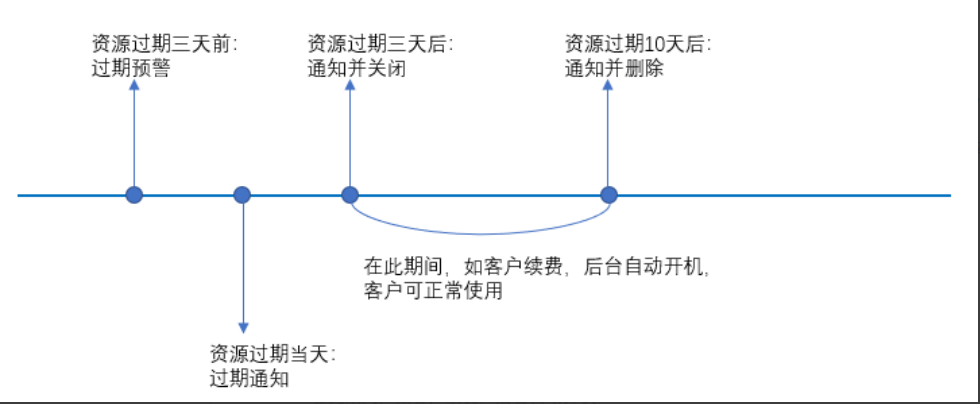 资源过期三天前：
过期预警
资源过期三天后：
通知并关闭
资源过期10天后：
通知并删除
在此期间，如客户续费，后台自动开机，
客户可正常使用
资源过期当天：
过期通知